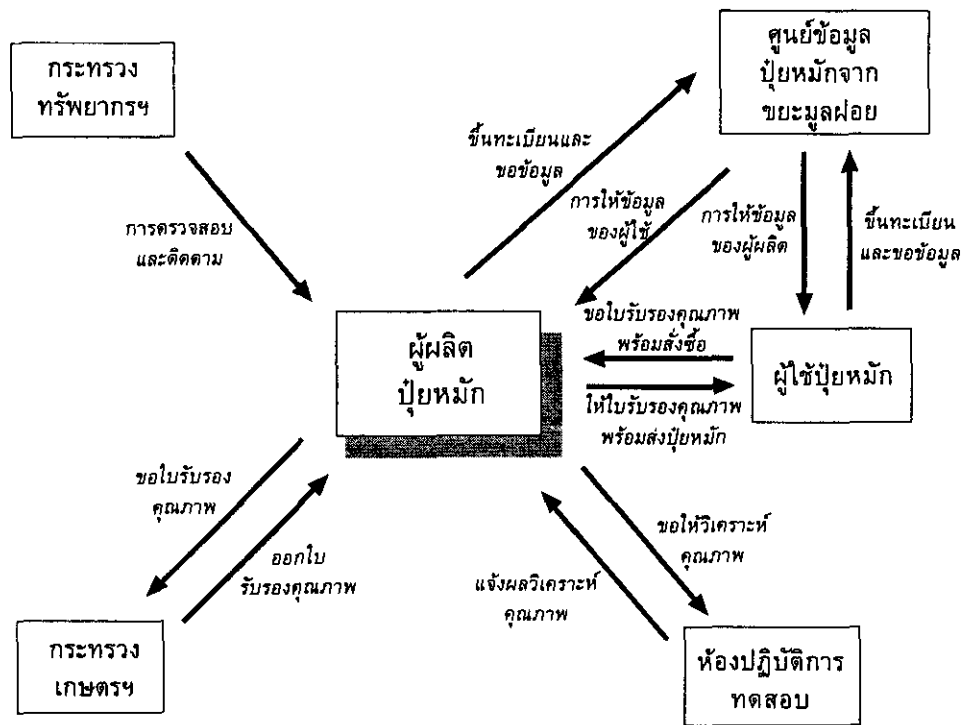 กระทรวง
ทรัพยากรฯ
ศูนย์ข้อมูล
ปุ๋ยหมักจาก
ขยะมูลฝอย
ขึ้นทะเบียนและ
ขอข้อมูล
การให้ข้อมูล
ของผู้ใช้
การให้ข้อมูล
ของผู้ผลิต
ขึ้นทะเบียน
และขอข้อมูล
การตรวจสอบ
และติดตาม
ผู้ผลิต
ปุ๋ยหมัก
ขอใบรับรองคุณภาพ
พร้อมสั่งซื้อ
ให้ใบรับรองคุณภาพ
พร้อมส่งปุ๋ยหมัก
ผู้ใช้ปุ๋ยหมัก
ขอใบรับรอง
คุณภาพ
ออกใบ
รับรองคุณภาพ
ขอให้วิเคราะห์
คุณภาพ
แจ้งผลวิเคราะห์
คุณภาพ
กระทรวง
เกษตรฯ
ห้องปฏิบัติการ
ทดสอบ